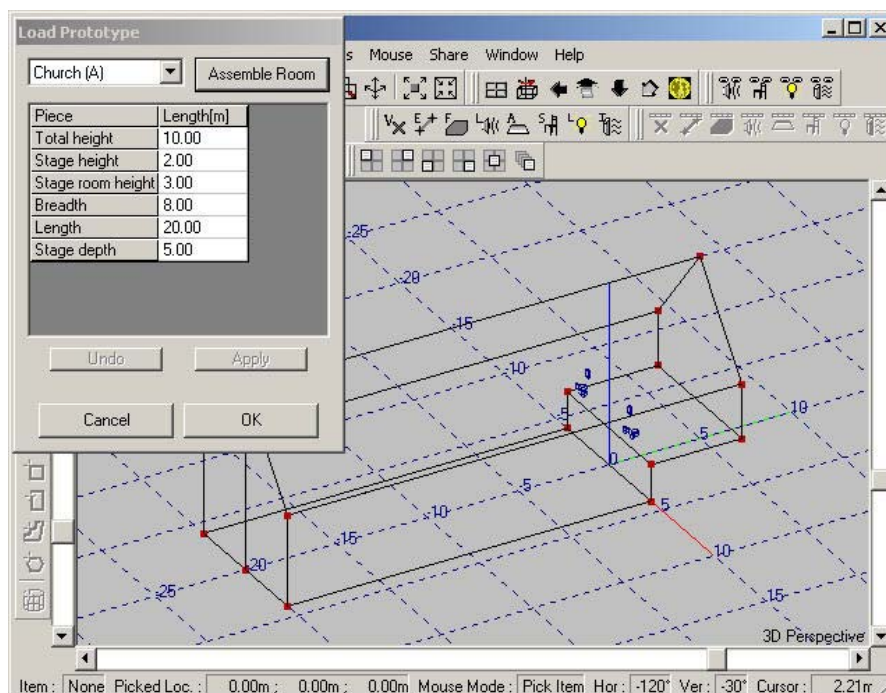 Load Prototype
Church (A)
Assemble Room
Piece Length[m]
Total height 10.00
Stage height 2.00
Stage room height 3.00
Breadth 8.00
Length 20.00
Stage depth 5.00
Undo Apply
Cancel OK
s Mouse Share Window Help
V E F L A S L T
-25
-20
-15
-10
-5
0
5
10
-5
-10
-15
-20
-25
5
10
-15
3D Perspective
Item : None Picked Loc. : 0.00m ; 0.00m ; 0.00m Mouse Mode : Pick Item Hor : -120° Ver : -30° Cursor : 2.21m